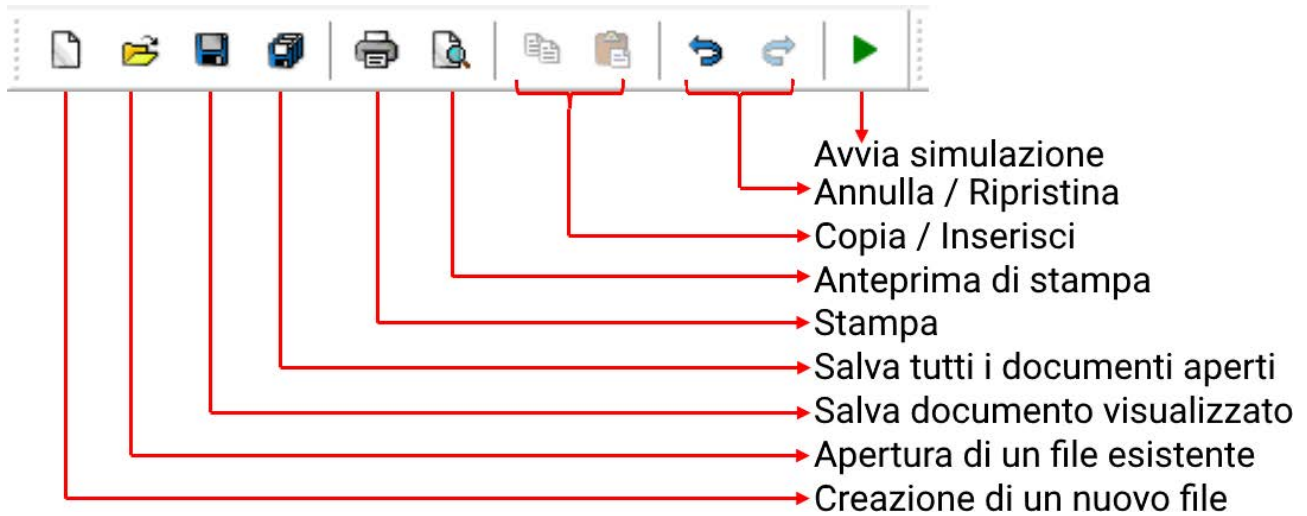 Avvia simulazione
Annulla / Ripristina
Copia / Inserisci
Anteprima di stampa
Stampa
Salva tutti i documenti aperti
Salva documento visualizzato
Apertura di un file esistente
Creazione di un nuovo file